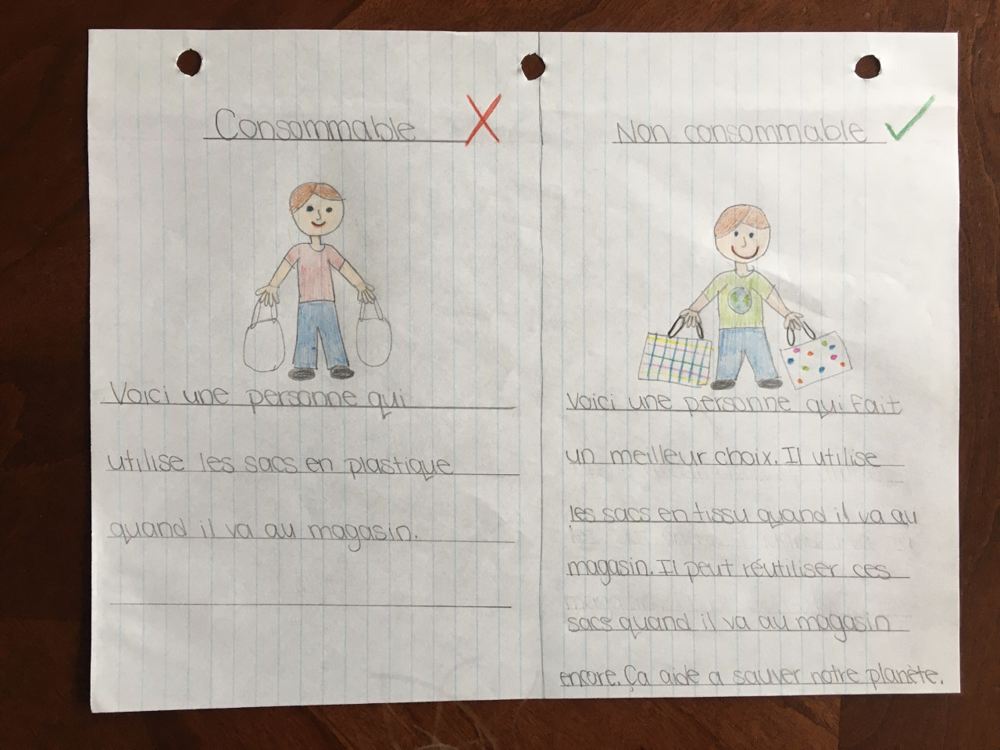 Consommable
Voici une personne qui
utilise les sacs en plastique
quand il va au magasin.
Non consommable
Voici une personne qui fait
un meilleur choix. Il utilise
les sacs en tissu quand il va au
magasin. Il peut réutiliser ces
sacs quand il va au magasin
encore. Ça aide a sauver notre planète.